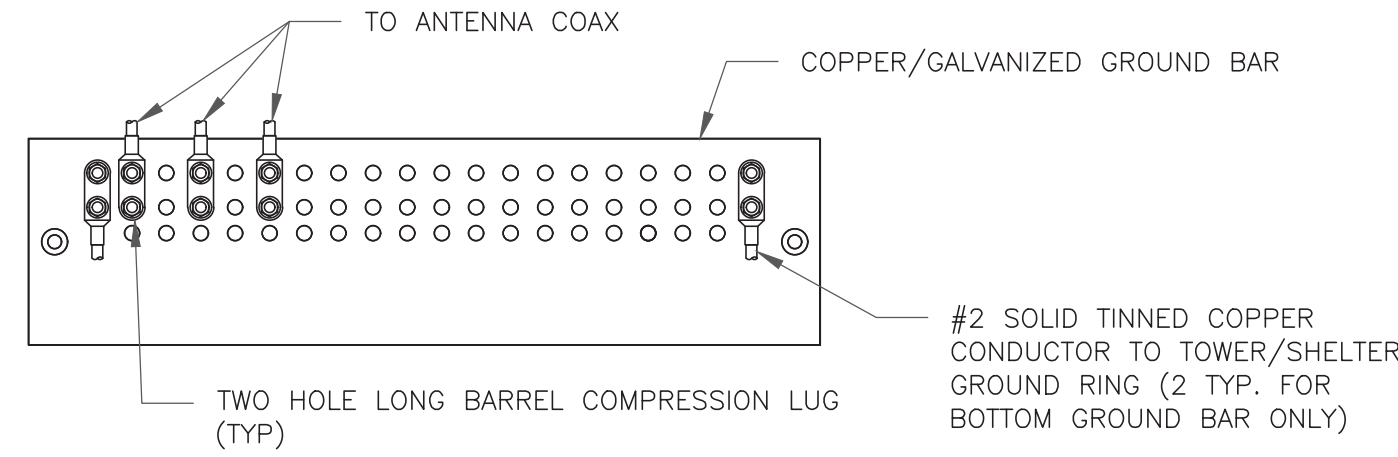 TO ANTENNA COAX
COPPER/GALVANIZED GROUND BAR
#2 SOLID TINNED COPPER
CONDUCTOR TO TOWER/SHELTER
GROUND RING (2 TYP. FOR
BOTTOM GROUND BAR ONLY)
TWO HOLE LONG BARREL COMPRESSION LUG
(TYP)